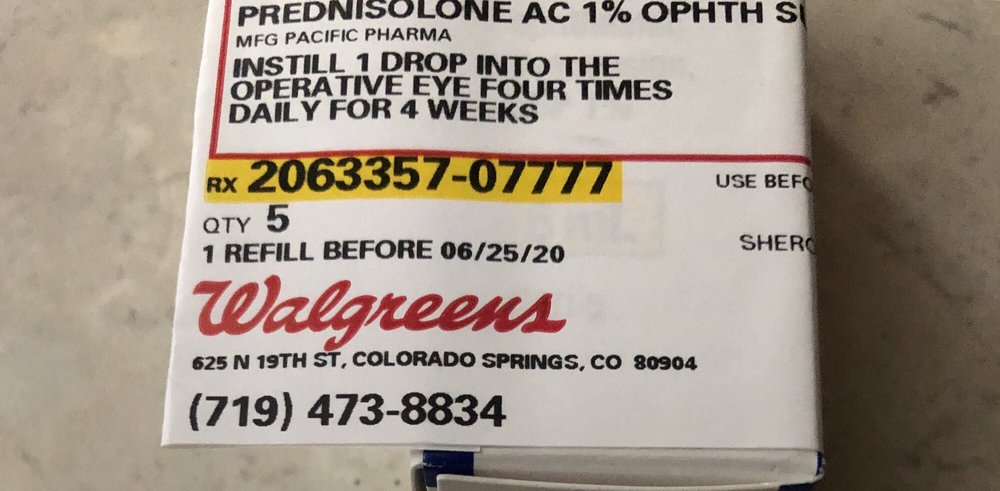 PREDNISOLONE AC 1% OPHTH
MFG PACIFIC PHARMA
INSTILL 1 DROP INTO THE
OPERATIVE EYE FOUR TIMES
DAILY FOR 4 WEEKS
RX 2063357-07777
USE
QTY 5
1 REFILL BEFORE 06/25/20
Walgreens
625 N 19TH ST, COLORADO SPRINGS, CO 80904
(719) 473-8834